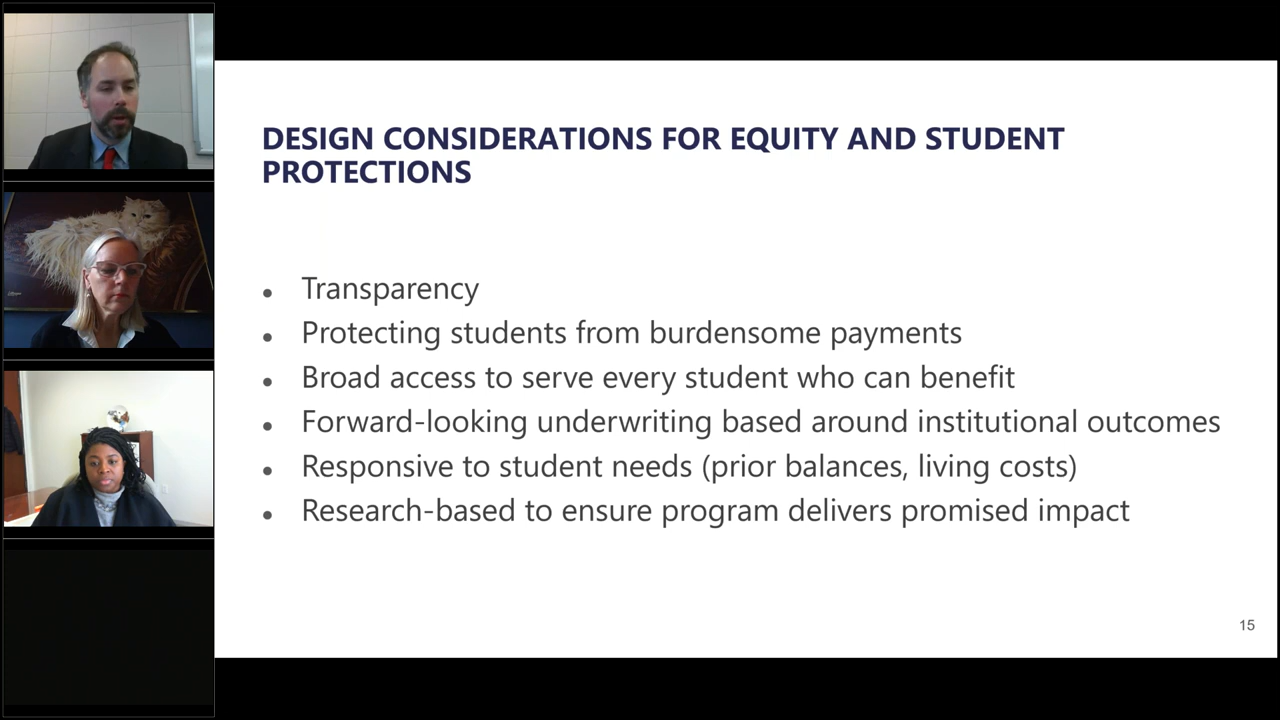 DESIGN CONSIDERATIONS FOR EQUITY AND STUDENT
PROTECTIONS
• Transparency
• Protecting students from burdensome payments
• Broad access to serve every student who can benefit
• Forward-looking underwriting based around institutional outcomes
• Responsive to student needs (prior balances, living costs)
• Research-based to ensure program delivers promised impact
15